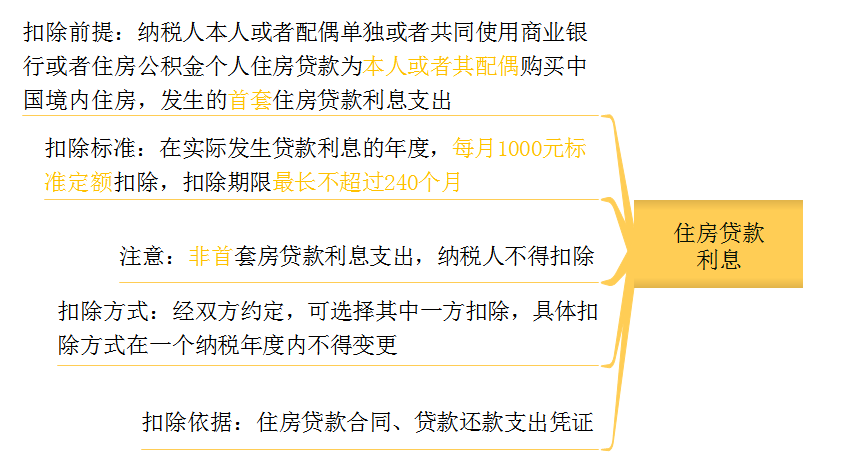 扣除前提：纳税人本人或者配偶单独或者共同使用商业银
行或者住房公积金个人住房贷款为本人或者其配偶购买中
国境内住房，发生的首套住房贷款利息支出
扣除标准：在实际发生贷款利息的年度，每月1000元标
准定额扣除，扣除期限最长不超过240个月
注意：非首套房贷款利息支出，纳税人不得扣除
扣除方式：经双方约定，可选择其中一方扣除，具体扣
除方式在一个纳税年度内不得变更
扣除依据：住房贷款合同、贷款还款支出凭证
住房贷款
利息